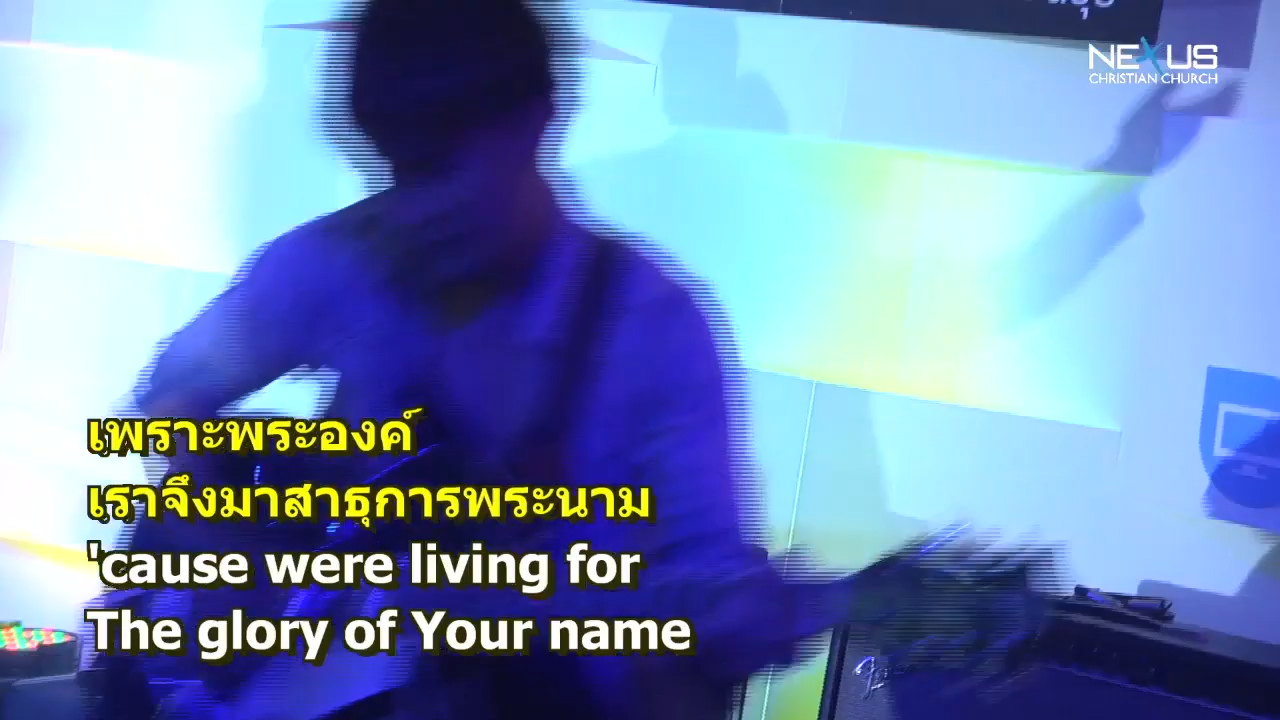 NEXUS
CHRISTIAN CHURCH
เพราะพระองค์
เราจึงมาสาธุการพระนาม
'cause were living for
The glory of Your name
Fender